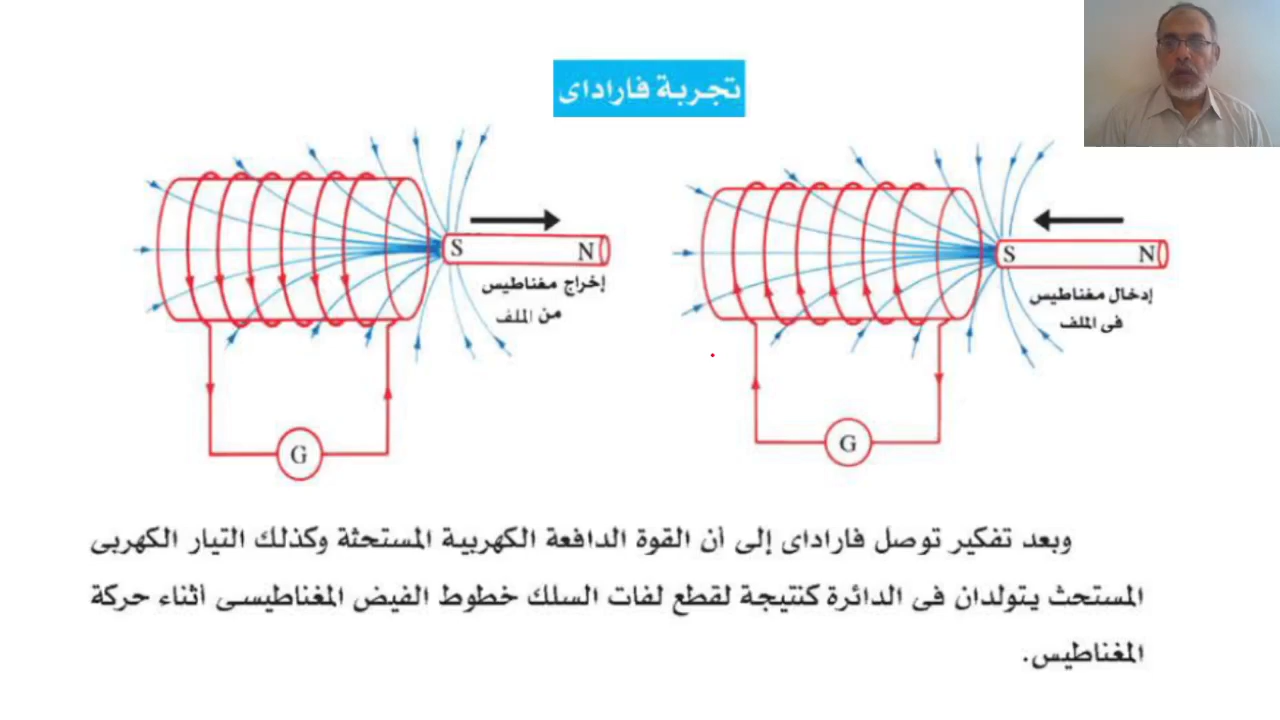 تجربة فاراداى
S N
إدخال مغناطيس
فى الملف
G
S N
إخراج مغناطيس
من الملف
G
وبعد تفكير توصل فاراداى إلى أن القوة الدافعة الكهربية المستحثة وكذلك التيار الكهربى
المستحث يتولدان فى الدائرة كنتيجة لقطع لفات السلك خطوط الفيض المغناطيسى أثناء حركة
المغناطيس.